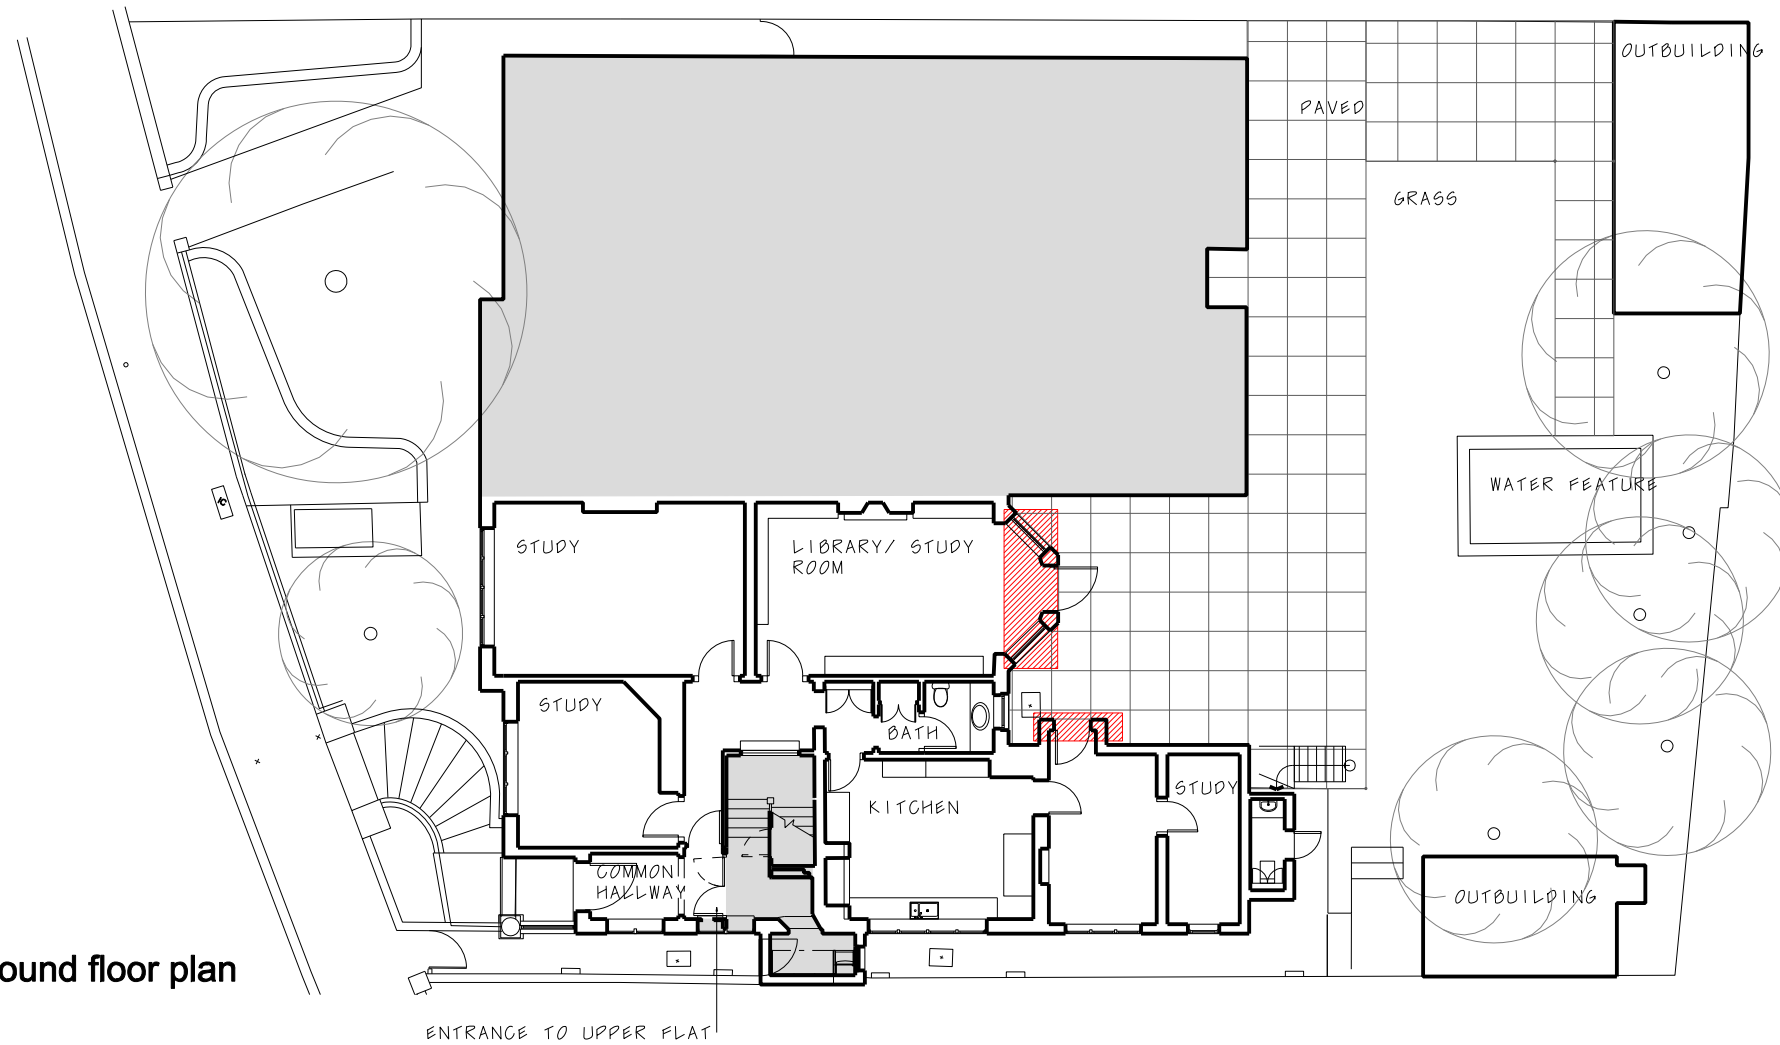 OUTBUILDING
PAVED
GRASS
WATER FEATURE
STUDY
LIBRARY/ STUDY
ROOM
STUDY
BATH
STUDY
KITCHEN
COMMON
HALLWAY
OUTBUILDING
ound floor plan
ENTRANCE TO UPPER FLAT